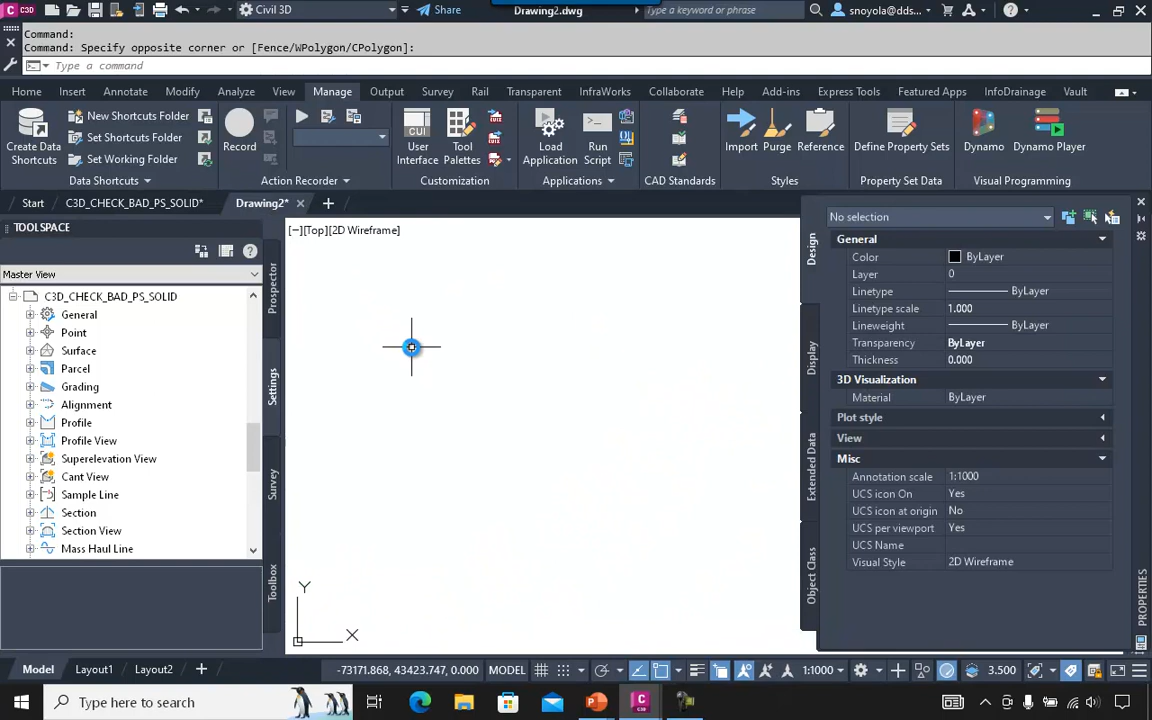 C3D
Civil 3D
Share
Drawing2.dwg
Type a keyword or phrase
snoyola@dds...
Command:
Command: Specify opposite corner or [Fence/WPolygon/CPolygon]:
Type a command
Home Insert Annotate Modify Analyze View Manage Output Survey Rail Transparent InfraWorks Collaborate Add-ins Express Tools Featured Apps InfoDrainage Vault
Create Data Shortcuts
New Shortcuts Folder
Set Shortcuts Folder
Set Working Folder
Record
User Interface
CUI
Tool Palettes
Load Application
Run Script
Import
Purge
Reference
Define Property Sets
Dynamo
Dynamo Player
Data Shortcuts
Action Recorder
Customization
Applications
CAD Standards
Styles
Property Set Data
Visual Programming
Start
C3D_CHECK_BAD_PS_SOLID*
Drawing2*
TOOLSPACE
Master View
C3D_CHECK_BAD_PS_SOLID
General
Point
Surface
Parcel
Grading
Alignment
Profile
Profile View
Superelevation View
Cant View
Sample Line
Section
Section View
Mass Haul Line
Prospector
Settings
Survey
Toolbox
[−][Top][2D Wireframe]
Y
X
Design
Display
Extended Data
Object Class
No selection
General
Color ByLayer
Layer 0
Linetype ByLayer
Linetype scale 1.000
Lineweight ByLayer
Transparency ByLayer
Thickness 0.000
3D Visualization
Material ByLayer
Plot style
View
Misc
Annotation scale 1:1000
UCS icon On Yes
UCS icon at origin No
UCS per viewport Yes
UCS Name
Visual Style 2D Wireframe
PROPERTIES
Model Layout1 Layout2
-73171.868, 43423.747, 0.000 MODEL
1:1000
3.500
Type here to search